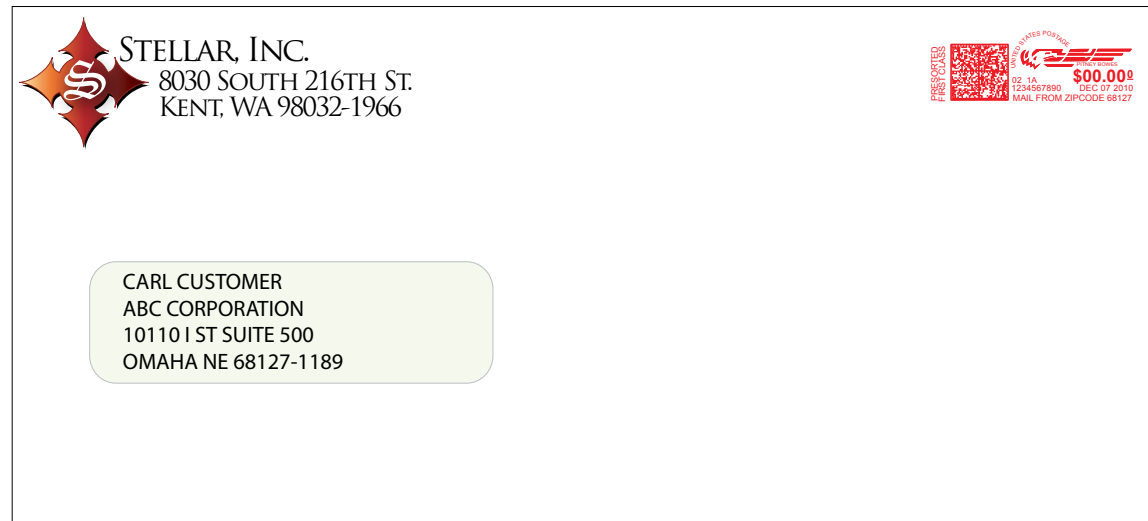 S
STELLAR, INC.
8030 SOUTH 216TH ST.
KENT, WA 98032-1966
PRESORTED
FIRST CLASS
UNITED STATES POSTAGE
PITNEY BOWES
02 1A
$00.00⁰
1234567890
DEC 07 2010
MAIL FROM ZIPCODE 68127
CARL CUSTOMER
ABC CORPORATION
10110 I ST SUITE 500
OMAHA NE 68127-1189